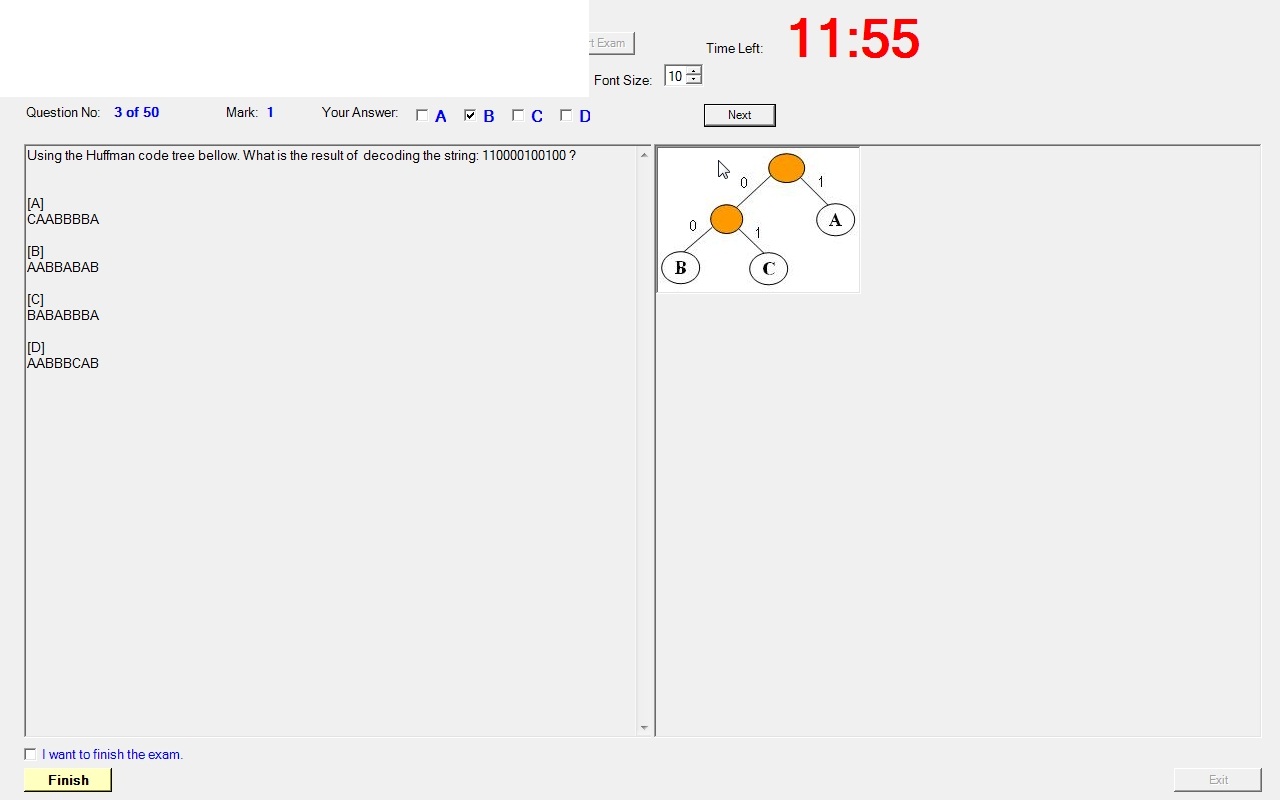 t Exam
Time Left:
11:55
Font Size:
10
Question No: 3 of 50 Mark: 1 Your Answer: A B C D
Next
Using the Huffman code tree bellow. What is the result of decoding the string: 110000100100 ?
[A]
CAABBBBA
[B]
AABBABAB
[C]
BABABBBA
[D]
AABBBCAB
0
1
A
0
1
B
C
I want to finish the exam.
Finish
Exit